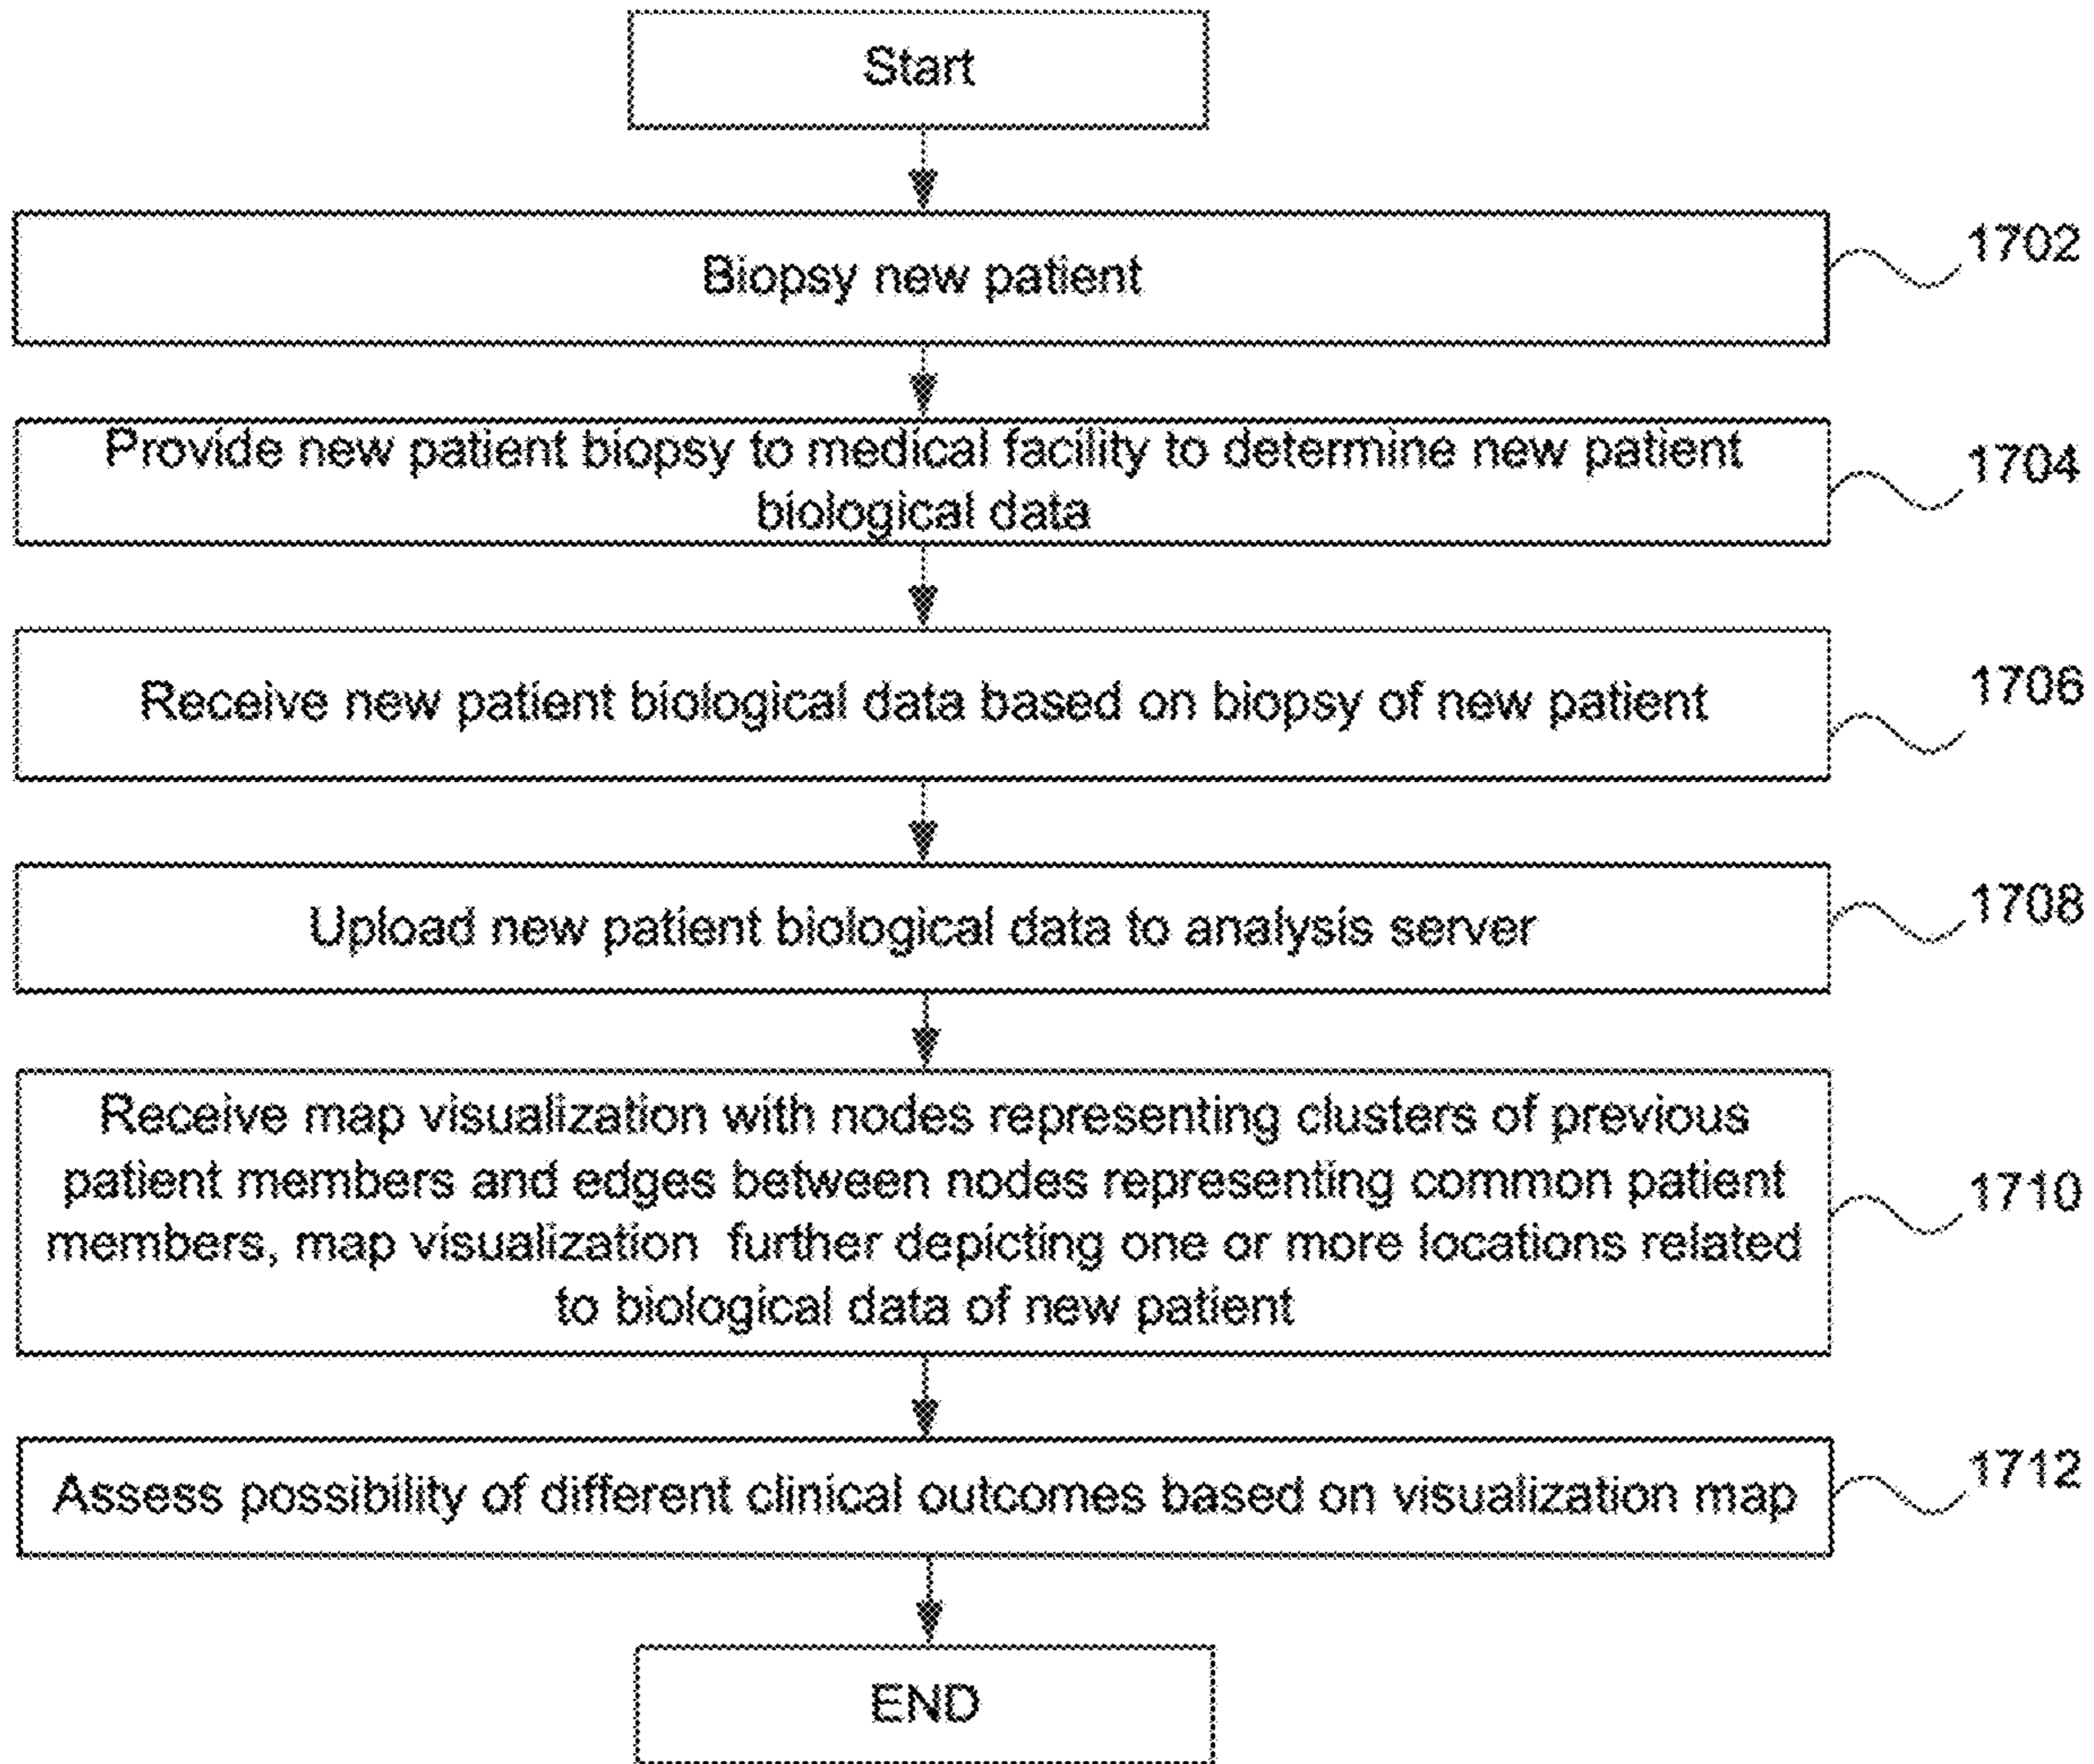 Start
Biopsy new patient
1702
Provide new patient biopsy to medical facility to determine new patient
biological data
1704
Receive new patient biological data based on biopsy of new patient
1706
Upload new patient biological data to analysis server
1708
Receive map visualization with nodes representing clusters of previous
patient members and edges between nodes representing common patient
members, map visualization further depicting one or more locations related
to biological data of new patient
1710
Assess possibility of different clinical outcomes based on visualization map
1712
END